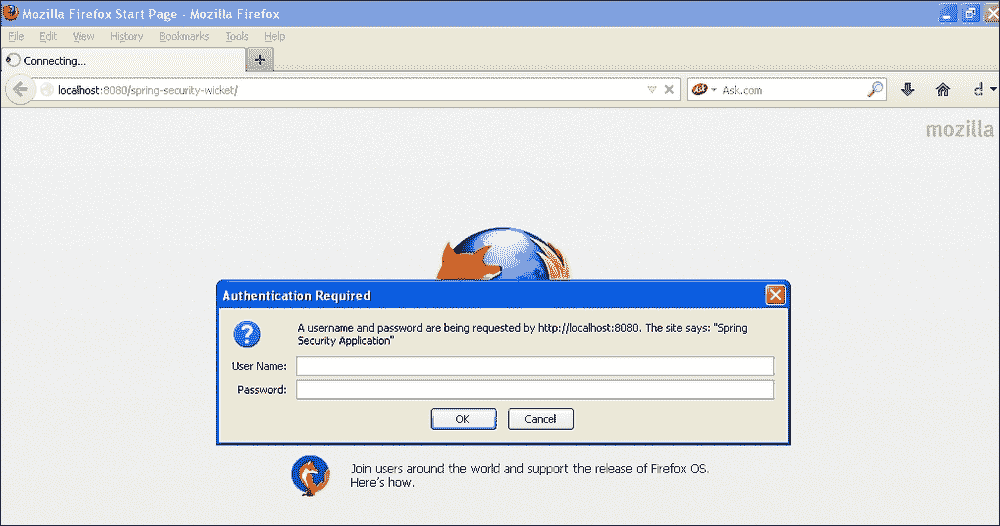 Mozilla Firefox Start Page - Mozilla Firefox
File Edit View History Bookmarks Tools Help
Connecting...
localhost:8080/spring-security-wicket/
Ask.com
mozilla
Authentication Required
A username and password are being requested by http://localhost:8080. The site says: "Spring
Security Application"
User Name:
Password:
OK Cancel
Join users around the world and support the release of Firefox OS.
Here's how.